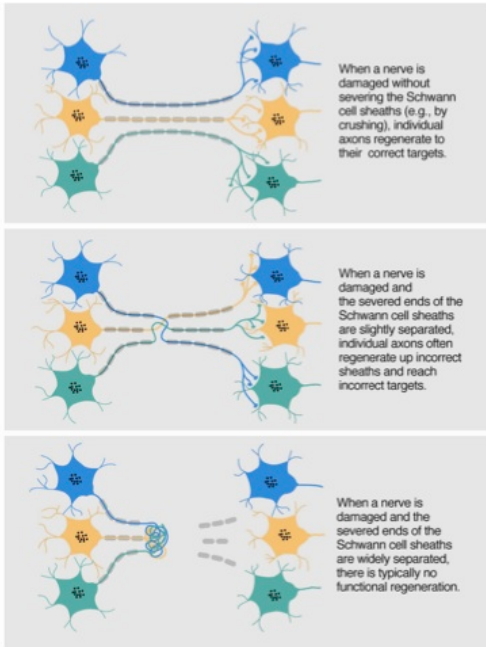 When a nerve is
damaged without
severing the Schwann
cell sheaths (e.g., by
crushing), individual
axons regenerate to
their correct targets.
When a nerve is
damaged and
the severed ends of the
Schwann cell sheaths
are slightly separated,
individual axons often
regenerate up incorrect
sheaths and reach
incorrect targets.
When a nerve is
damaged and the
severed ends of the
Schwann cell sheaths
are widely separated,
there is typically no
functional regeneration.